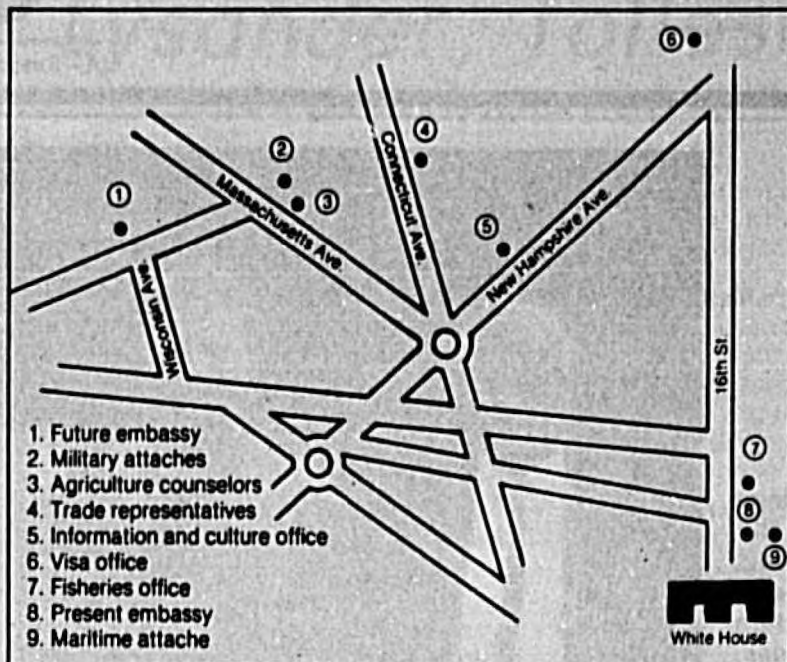 6
2
4
1
3
5
Massachusetts Ave.
Connecticut Ave.
New Hampshire Ave.
Wisconsin Ave.
16th St.
7
8
9
1. Future embassy
2. Military attaches
3. Agriculture counselors
4. Trade representatives
5. Information and culture office
6. Visa office
7. Fisheries office
8. Present embassy
9. Maritime attache
White House